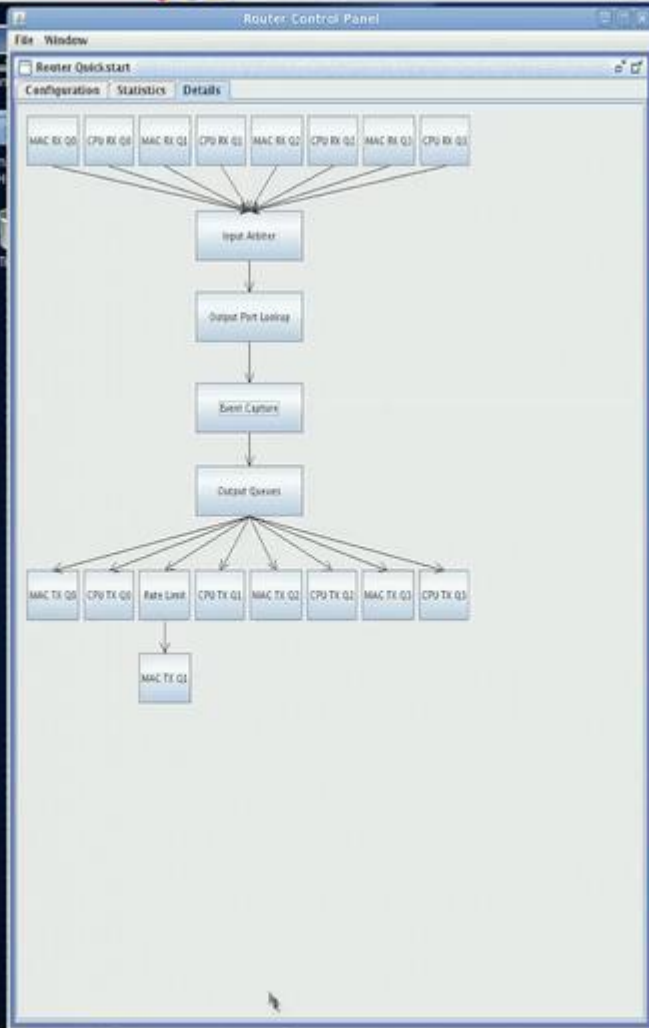 Router Control Panel
File Window
Router Quickstart
Configuration Statistics Details
MAC RX Q0 CPU RX Q0 MAC RX Q1 CPU RX Q1 MAC RX Q2 CPU RX Q2 MAC RX Q3 CPU RX Q3
Input Arbiter
Output Port Lookup
Event Capture
Output Queues
MAC TX Q0 CPU TX Q0 Rate Limit CPU TX Q1 MAC TX Q2 CPU TX Q2 MAC TX Q3 CPU TX Q3
MAC TX Q1